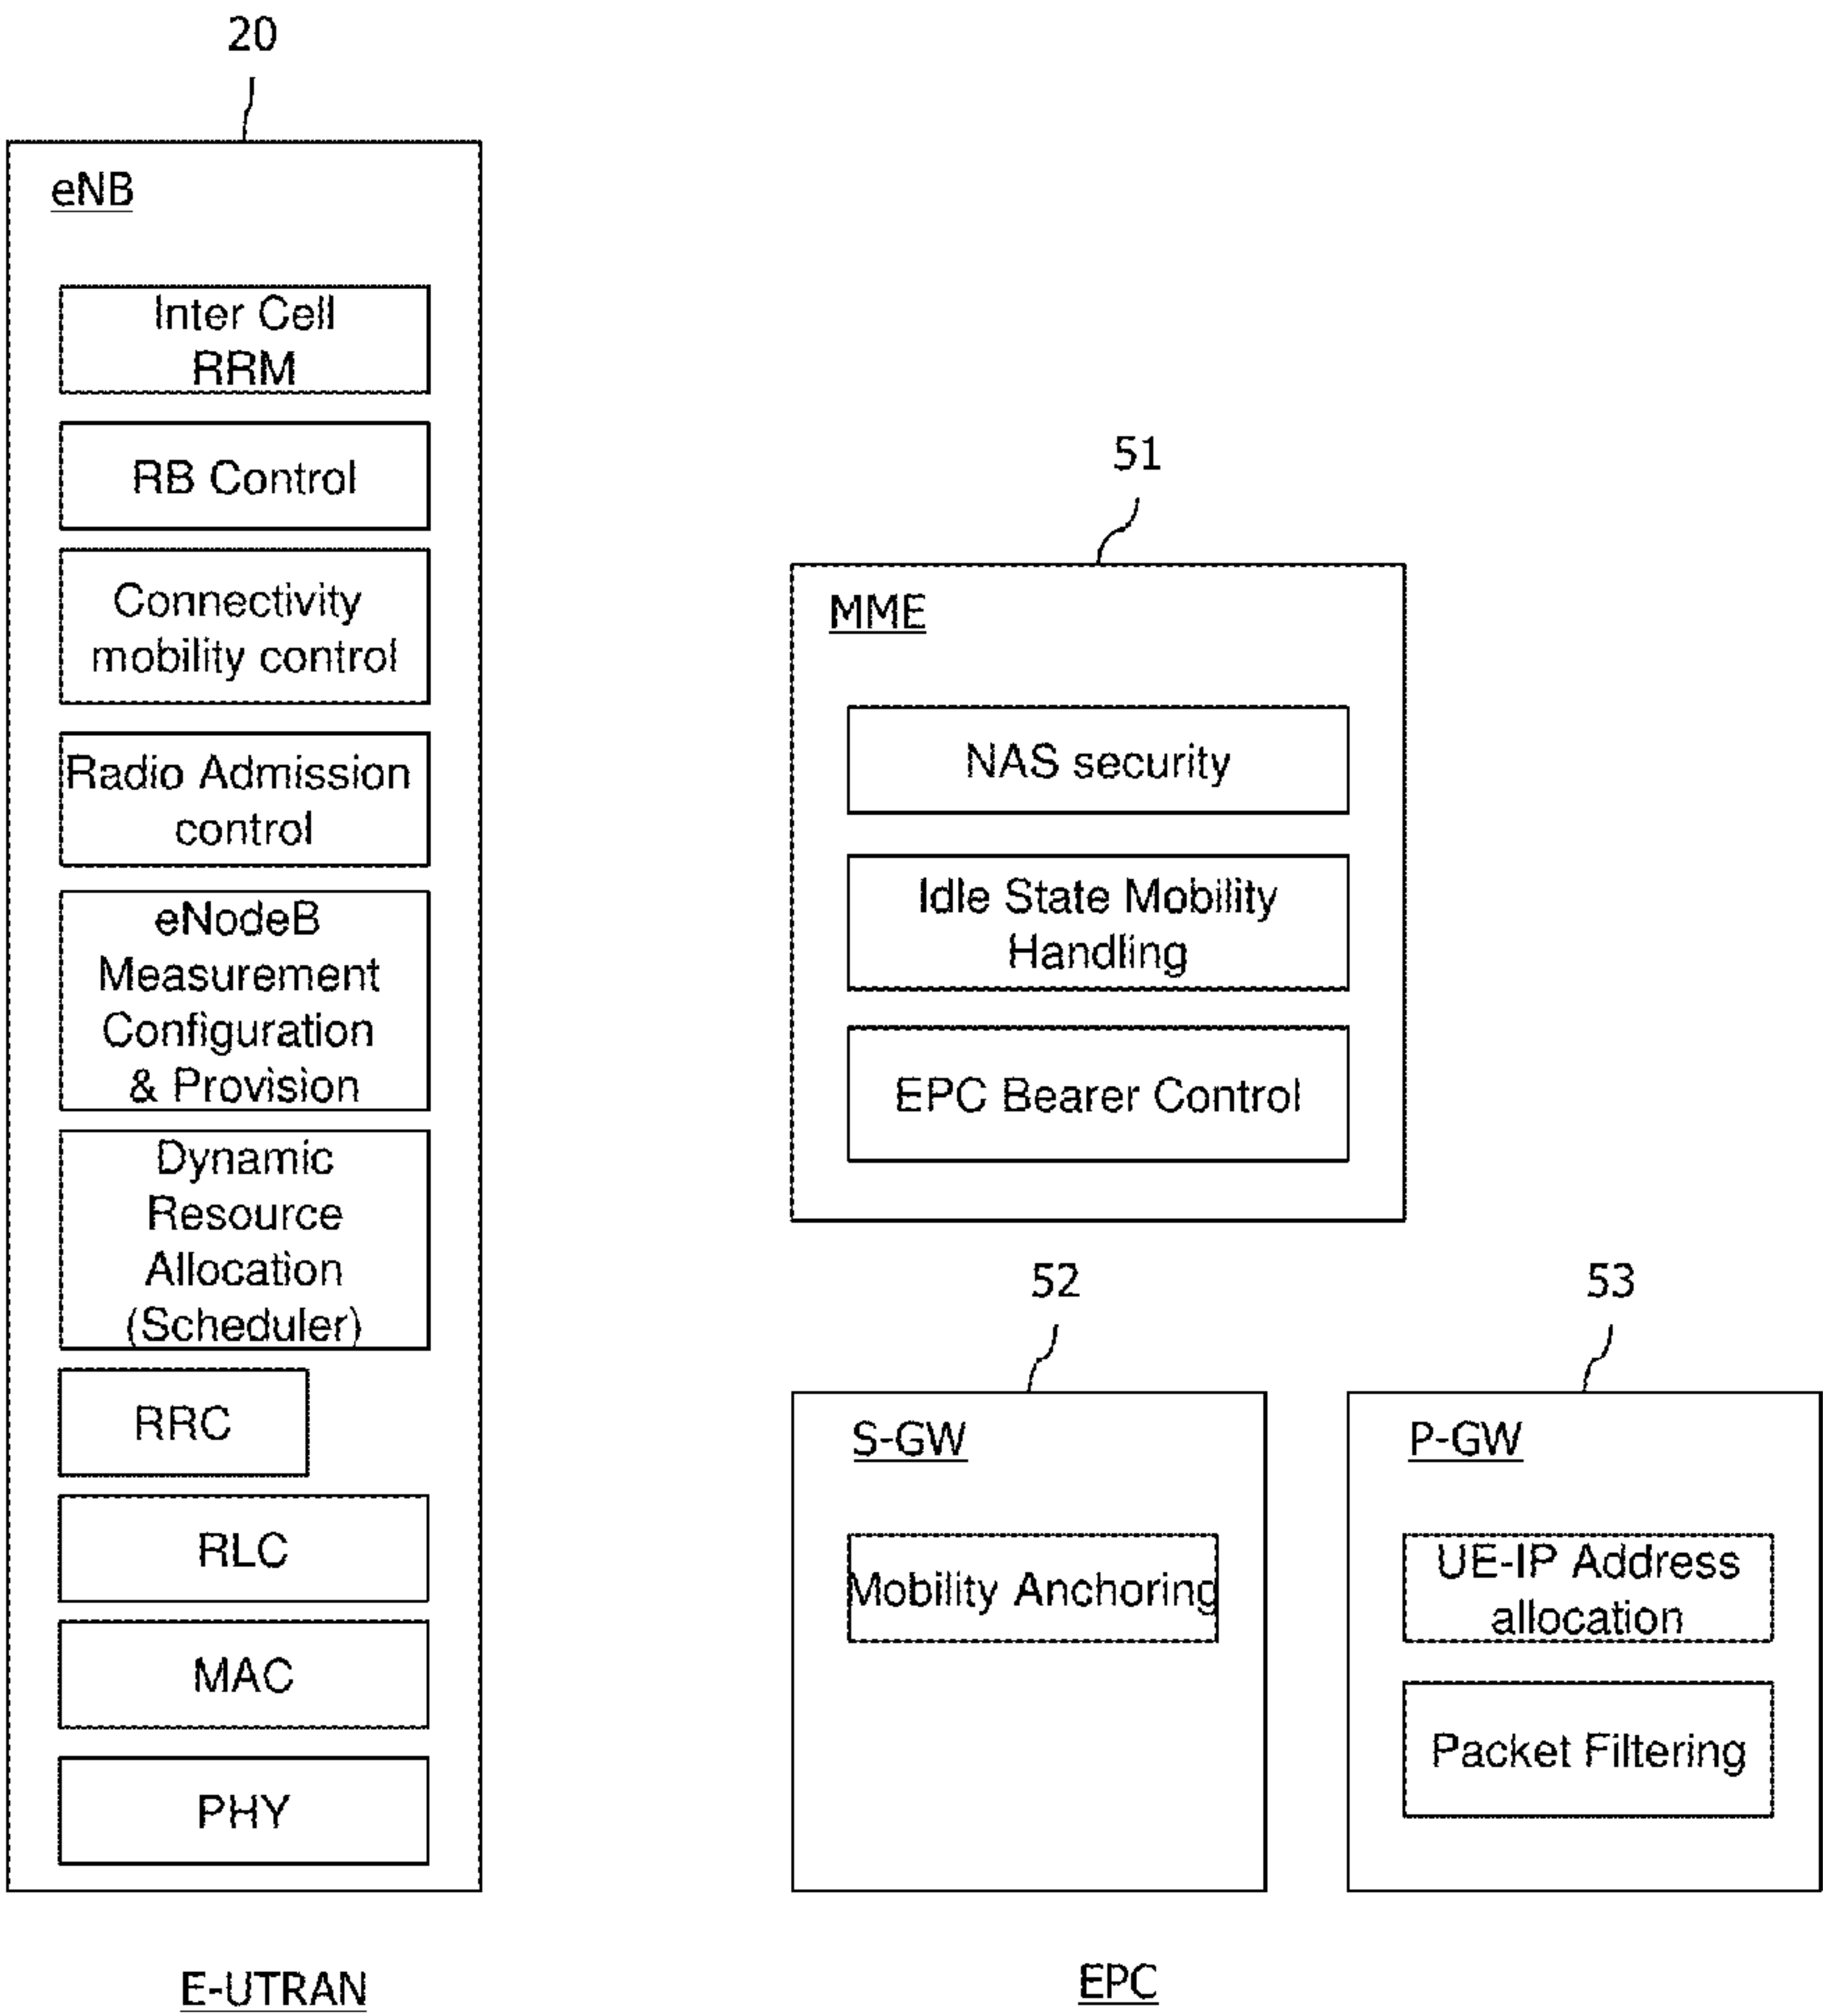 20
eNB
Inter Cell
RRM
RB Control
Connectivity
mobility control
Radio Admission
control
eNodeB
Measurement
Configuration
& Provision
Dynamic
Resource
Allocation
(Scheduler)
RRC
RLC
MAC
PHY
E-UTRAN
51
MME
NAS security
Idle State Mobility
Handling
EPC Bearer Control
52
S-GW
Mobility Anchoring
53
P-GW
UE-IP Address
allocation
Packet Filtering
EPC